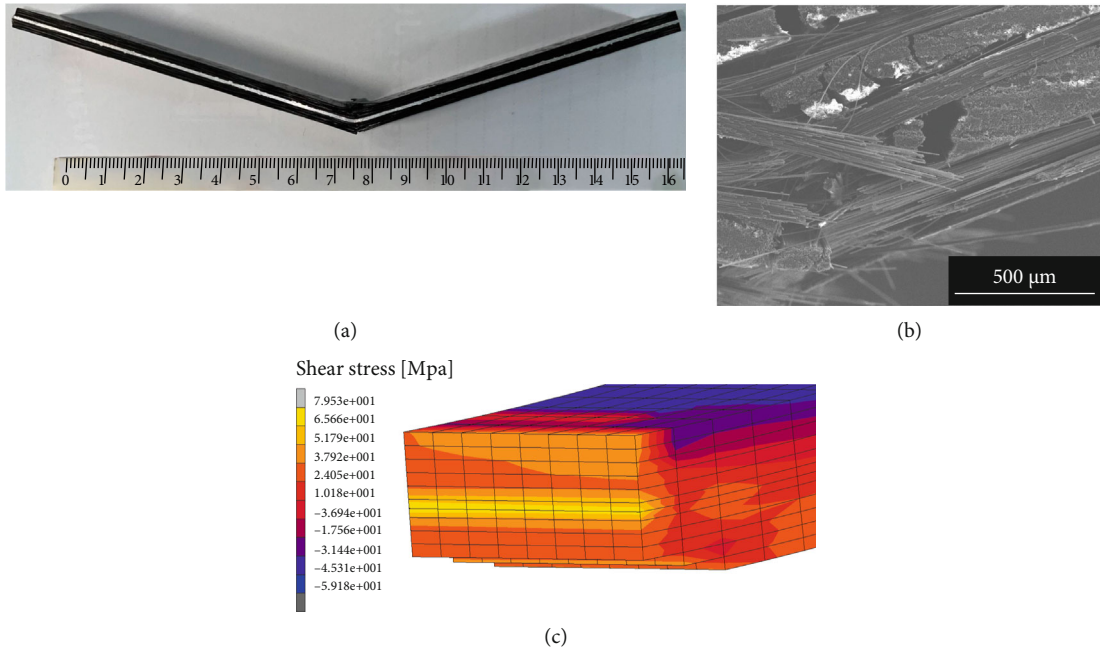 0 1 2 3 4 5 6 7 8 9 10 11 12 13 14 15 16
500 µm
(a)
(b)
Shear stress [Mpa]
7.953e+001
6.566e+001
5.179e+001
3.792e+001
2.405e+001
1.018e+001
–3.694e+001
–1.756e+001
–3.144e+001
–4.531e+001
–5.918e+001
(c)